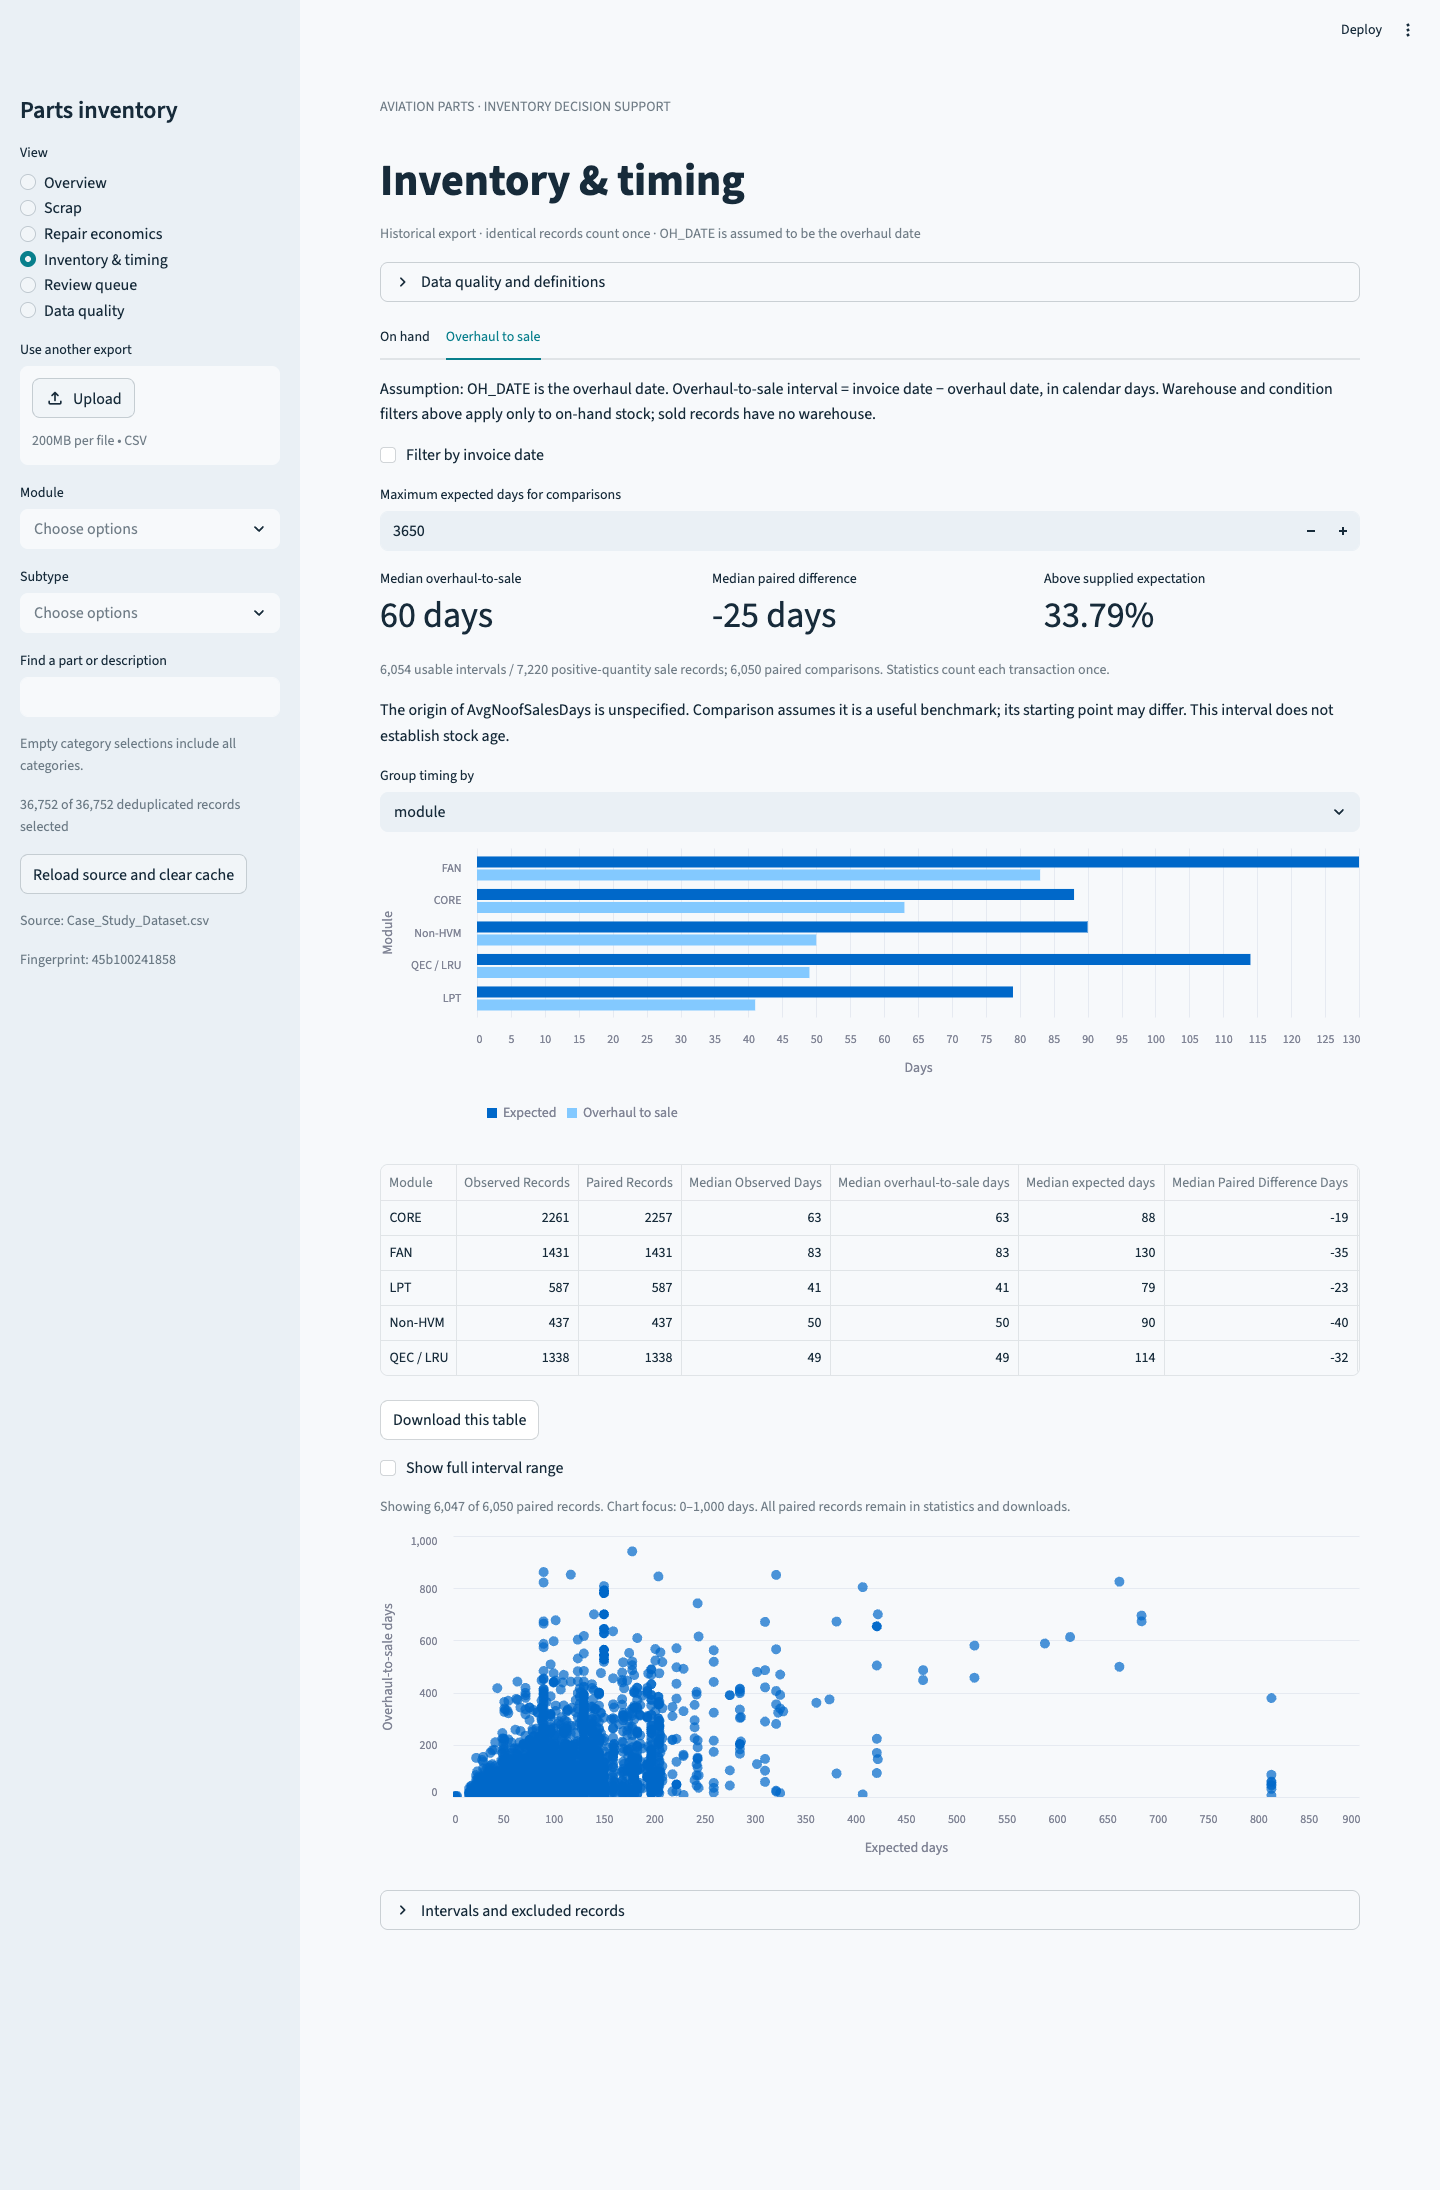 Deploy
Parts inventory
View
Overview
Scrap
Repair economics
Inventory & timing
Review queue
Data quality
Use another export
Upload
200MB per file • CSV
Module
Choose options
Subtype
Choose options
Find a part or description
Empty category selections include all
categories.
36,752 of 36,752 deduplicated records
selected
Reload source and clear cache
Source: Case_Study_Dataset.csv
Fingerprint: 45b100241858
AVIATION PARTS · INVENTORY DECISION SUPPORT
Inventory & timing
Historical export · identical records count once · OH_DATE is assumed to be the overhaul date
Data quality and definitions
On hand Overhaul to sale
Assumption: OH_DATE is the overhaul date. Overhaul-to-sale interval = invoice date − overhaul date, in calendar days. Warehouse and condition
filters above apply only to on-hand stock; sold records have no warehouse.
Filter by invoice date
Maximum expected days for comparisons
3650
Median overhaul-to-sale Median paired difference Above supplied expectation
60 days -25 days 33.79%
6,054 usable intervals / 7,220 positive-quantity sale records; 6,050 paired comparisons. Statistics count each transaction once.
The origin of AvgNoofSalesDays is unspecified. Comparison assumes it is a useful benchmark; its starting point may differ. This interval does not
establish stock age.
Group timing by
module
Module
FAN
CORE
Non-HVM
QEC / LRU
LPT
0 5 10 15 20 25 30 35 40 45 50 55 60 65 70 75 80 85 90 95 100 105 110 115 120 125 130
Days
Expected Overhaul to sale
Module Observed Records Paired Records Median Observed Days Median overhaul-to-sale days Median expected days Median Paired Difference Days
CORE 2261 2257 63 63 88 -19
FAN 1431 1431 83 83 130 -35
LPT 587 587 41 41 79 -23
Non-HVM 437 437 50 50 90 -40
QEC / LRU 1338 1338 49 49 114 -32
Download this table
Show full interval range
Showing 6,047 of 6,050 paired records. Chart focus: 0–1,000 days. All paired records remain in statistics and downloads.
Overhaul-to-sale days
1,000
800
600
400
200
0
0 50 100 150 200 250 300 350 400 450 500 550 600 650 700 750 800 850 900
Expected days
Intervals and excluded records